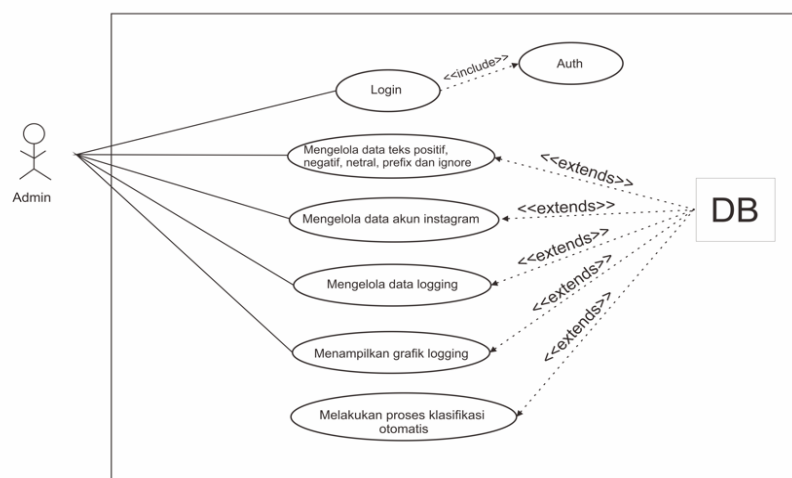 <<include>>
Auth
Login
Admin
Mengelola data teks positif,
negatif, netral, prefix dan ignore
<<extends>>
Mengelola data akun instagram
<<extends>>
DB
Mengelola data logging
<<extends>>
Menampilkan grafik logging
<<extends>>
Melakukan proses klasifikasi
otomatis
<<extends>>